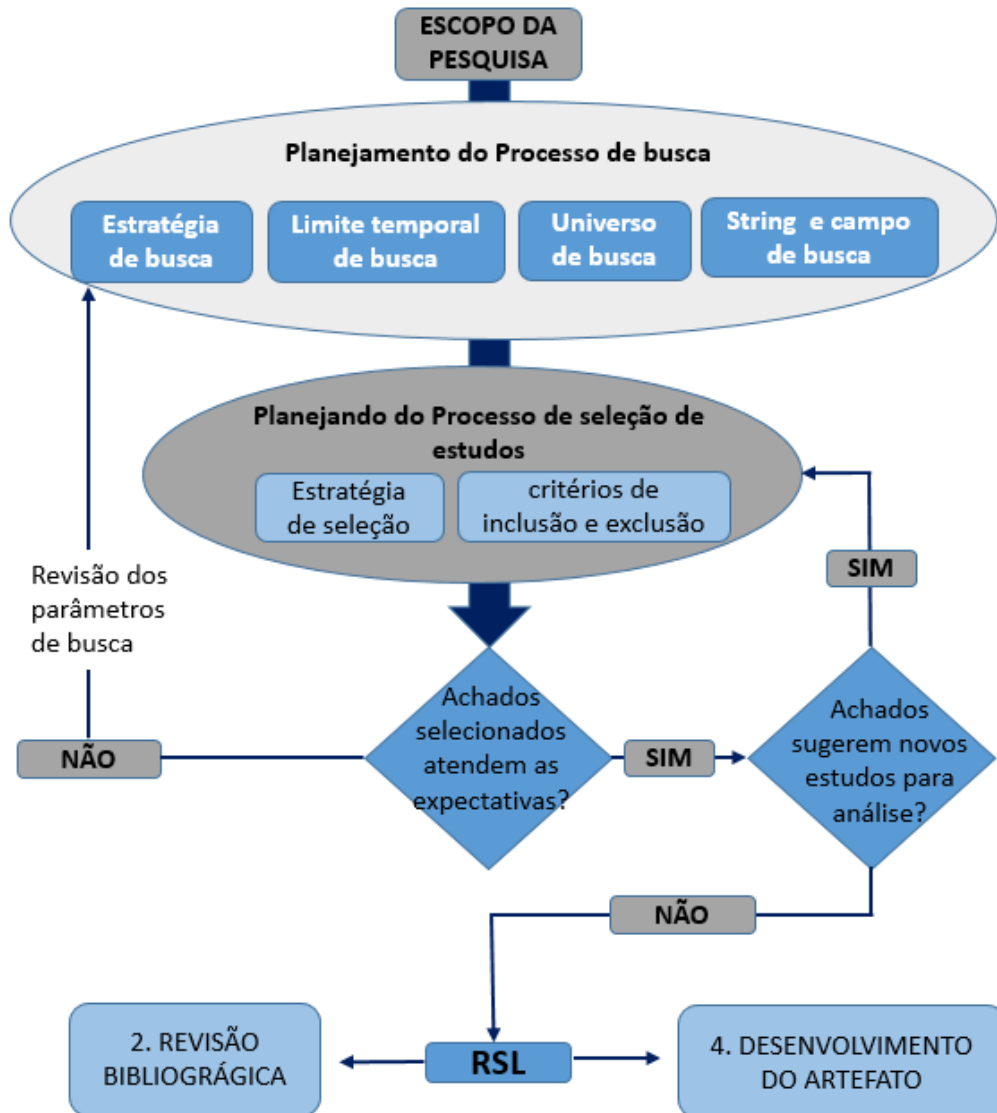 ESCOPO DA
PESQUISA
Planejamento do Processo de busca
Estratégia
de busca
Limite temporal
de busca
Universo
de busca
String e campo
de busca
Planejando do Processo de seleção de
estudos
Estratégia
de seleção
critérios de
inclusão e exclusão
Revisão dos
parâmetros
de busca
SIM
Achados
selecionados
atendem as
expectativas?
NÃO
SIM
Achados
sugerem novos
estudos para
análise?
NÃO
2. REVISÃO
BIBLIOGRÁGICA
RSL
4. DESENVOLVIMENTO
DO ARTEFATO